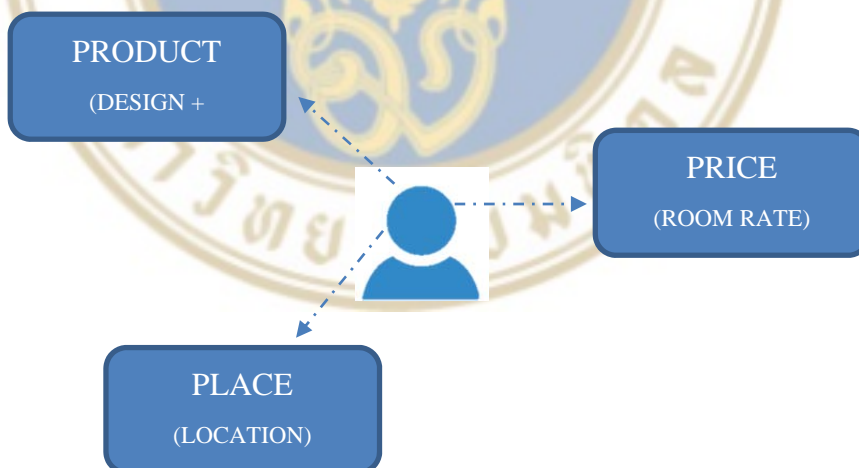 PRODUCT
(DESIGN +
PRICE
(ROOM RATE)
PLACE
(LOCATION)